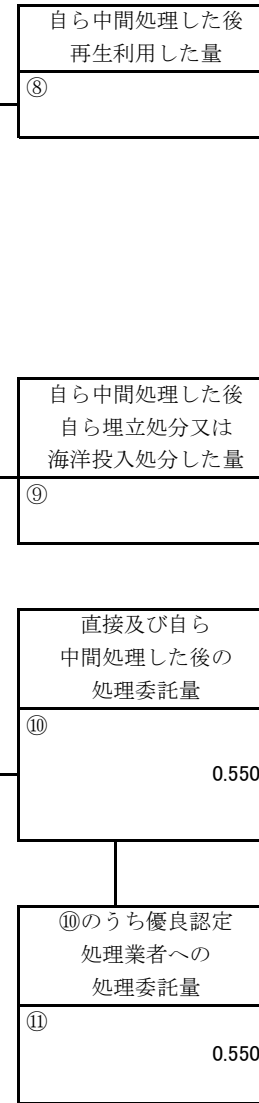 自ら中間処理した後
再生利用した量
⑧
自ら中間処理した後
自ら埋立処分又は
海洋投入処分した量
⑨
直接及び自ら
中間処理した後の
処理委託量
⑩
0.550
⑩のうち優良認定
処理業者への
処理委託量
⑪
0.550